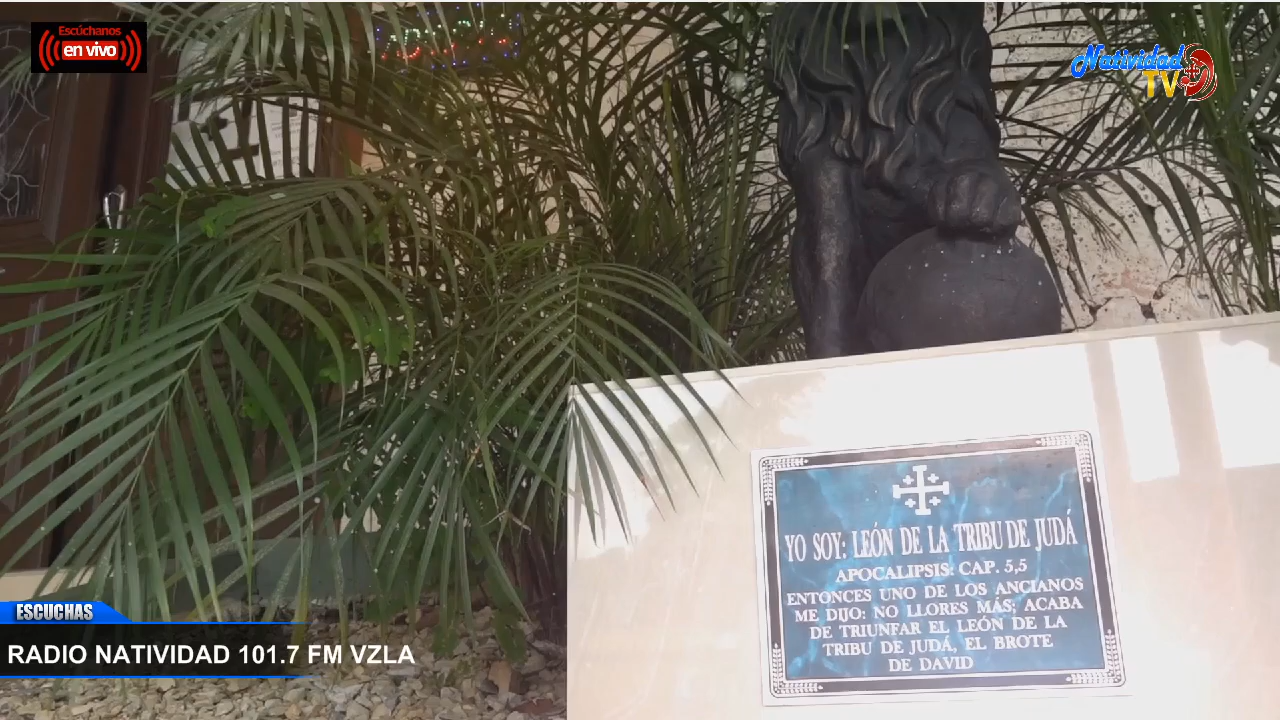 Escúchanos
en vivo
Natividad
TV
YO SOY: LEÓN DE LA TRIBU DE JUDÁ
APOCALIPSIS: CAP. 5,5
ENTONCES UNO DE LOS ANCIANOS
ME DIJO: NO LLORES MÁS; ACABA
DE TRIUNFAR EL LEÓN DE LA
TRIBU DE JUDÁ, EL BROTE
DE DAVID
ESCUCHAS
RADIO NATIVIDAD 101.7 FM VZLA